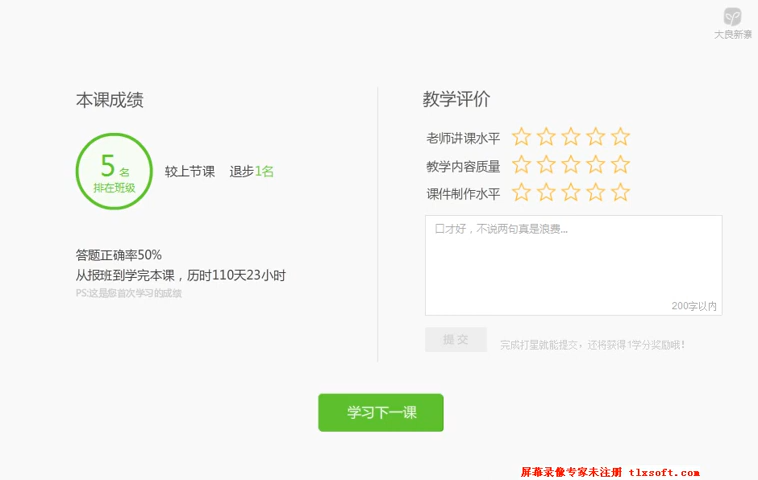 大良新寨
本课成绩
5 名
排在班级
较上节课 退步1名
答题正确率50%
从报班到学完本课，历时110天23小时
PS:这是您首次学习的成绩
教学评价
老师讲课水平
教学内容质量
课件制作水平
口才好，不说两句真是浪费...
200字以内
提 交
完成打星就能提交，还将获得1学分奖励哦！
学习下一课
屏幕录像专家未注册 tlxsoft.com